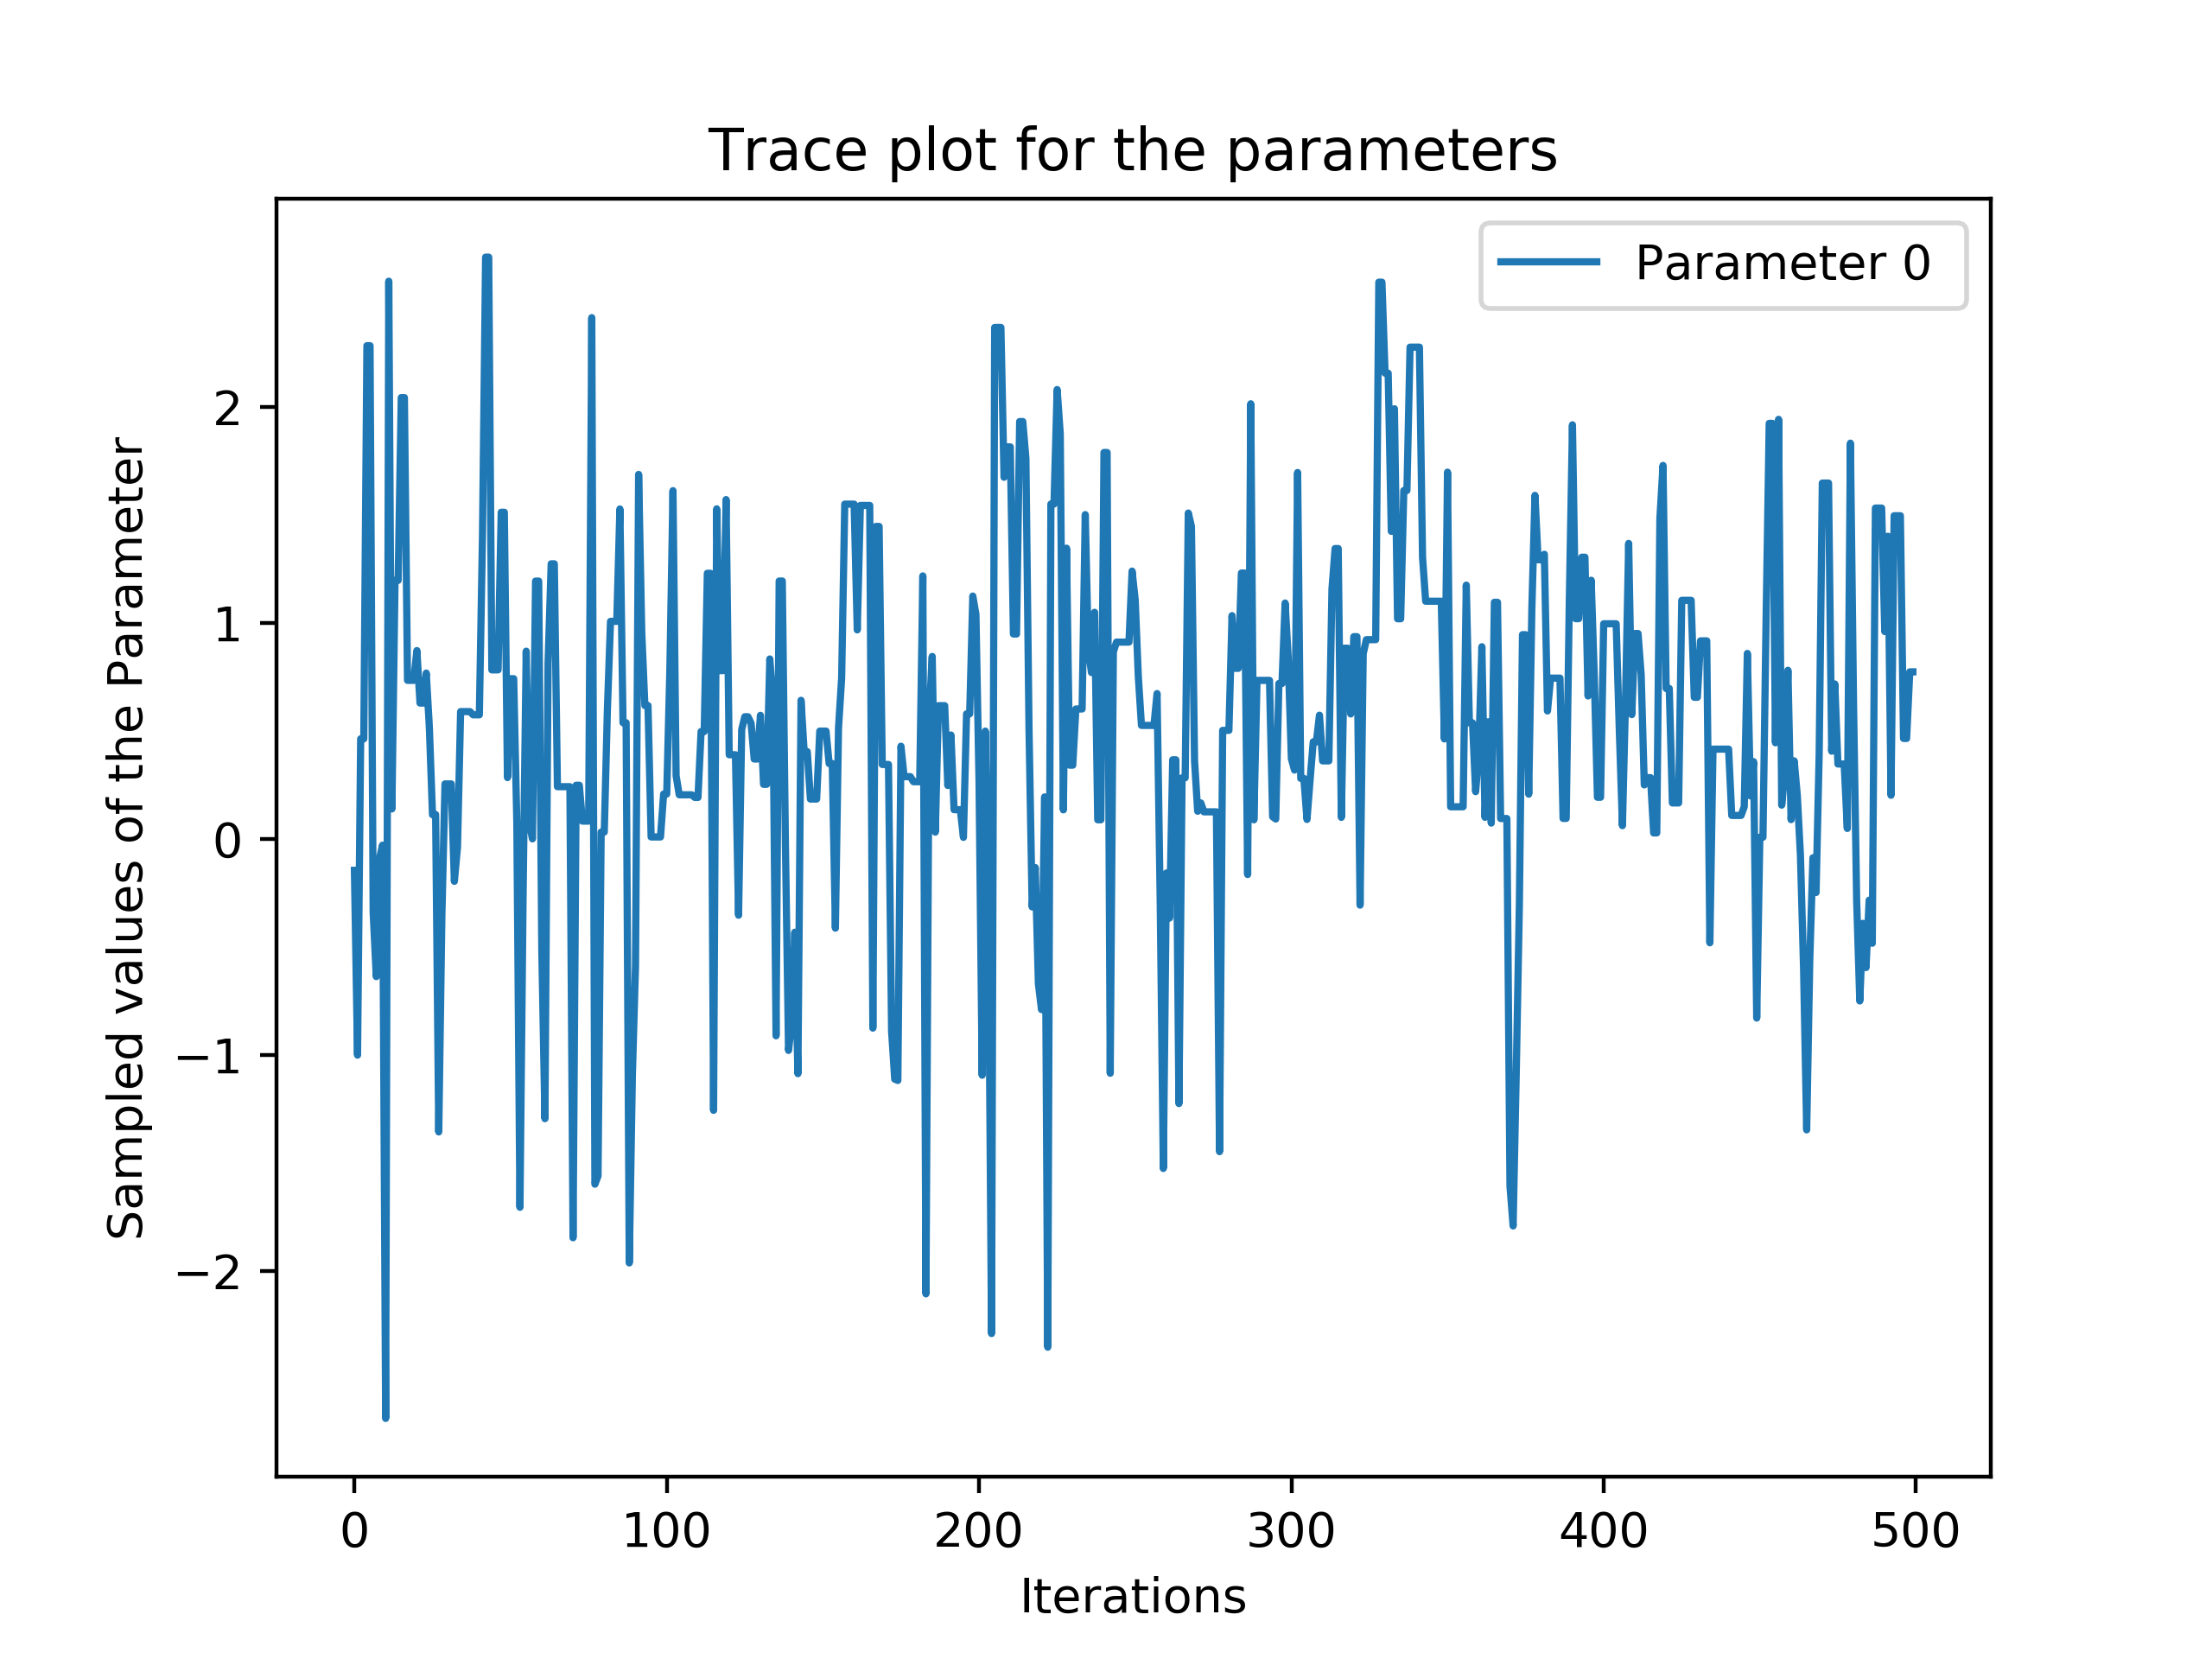 Trace plot for the parameters
Parameter 0
Sampled values of the Parameter
2
1
0
−1
−2
0 100 200 300 400 500
Iterations